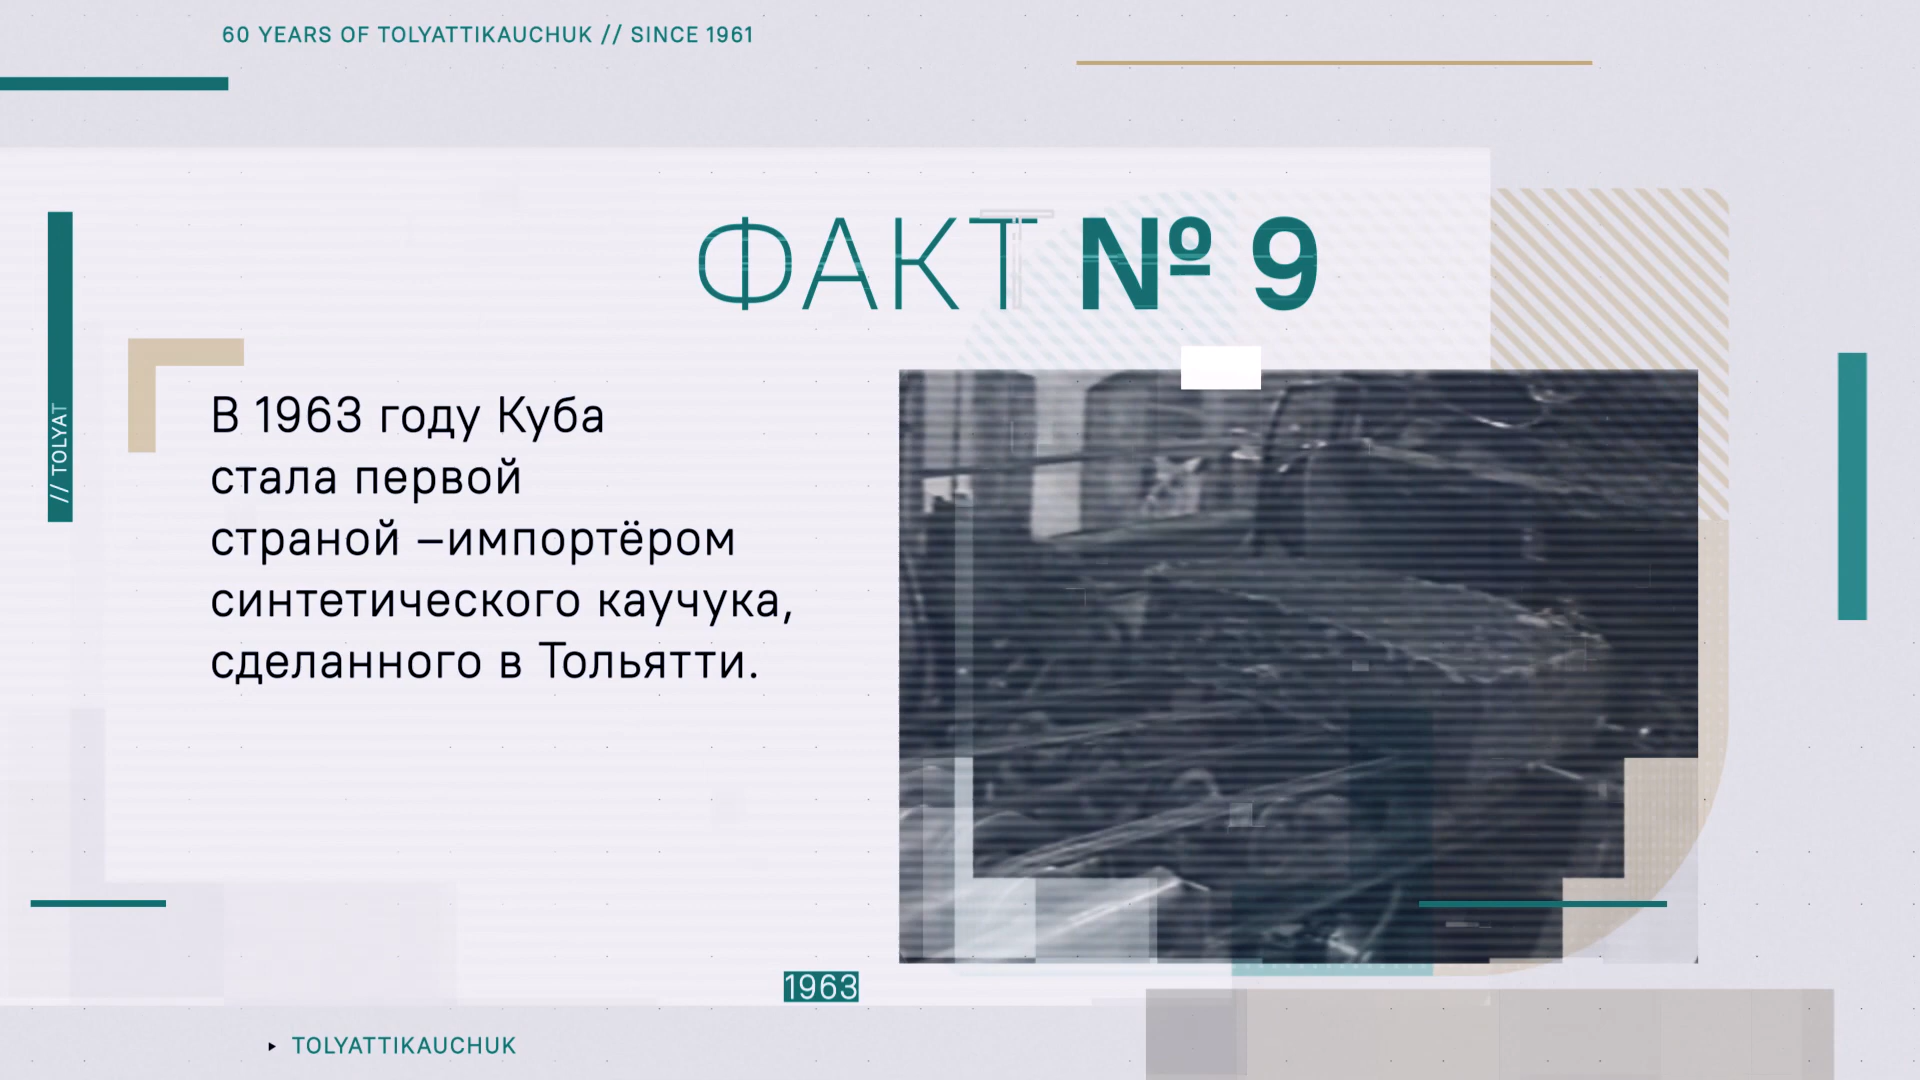 60 YEARS OF TOLYATTIKAUCHUK // SINCE 1961
ФАКТ № 9
// TOLYAT
В 1963 году Куба
стала первой
страной –импортёром
синтетического каучука,
сделанного в Тольятти.
1963
TOLYATTIKAUCHUK